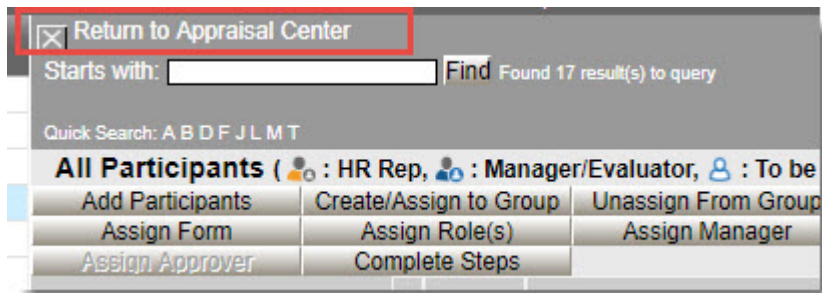 Return to Appraisal Center
Starts with: Find Found 17 result(s) to query
Quick Search: A B D F J L M T
All Participants ( : HR Rep, : Manager/Evaluator, : To be
Add Participants Create/Assign to Group Unassign From Group
Assign Form Assign Role(s) Assign Manager
Assign Approver Complete Steps